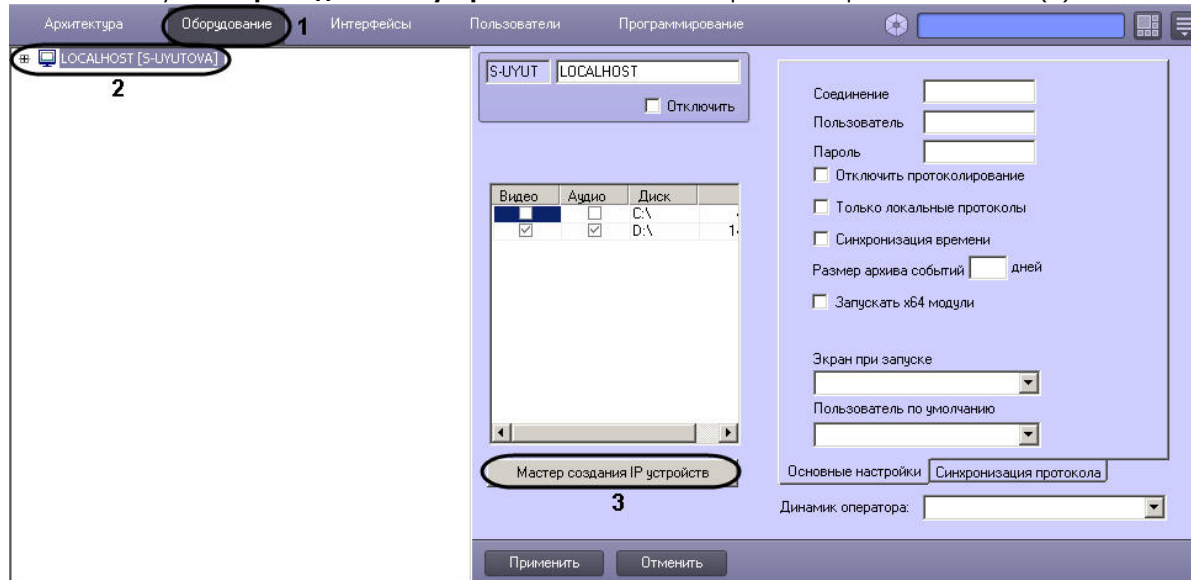 Архитектура Оборудование 1 Интерфейсы Пользователи Программирование
LOCALHOST [S-UYUTOVA]
2
S-UYUT LOCALHOST
Отключить
Видео Аудио Диск
C:\
D:\ 1
Мастер создания IP устройств
3
Применить Отменить
Соединение
Пользователь
Пароль
Отключить протоколирование
Только локальные протоколы
Синхронизация времени
Размер архива событий дней
Запускать x64 модули
Экран при запуске
Пользователь по умолчанию
Основные настройки Синхронизация протокола
Динамик оператора: